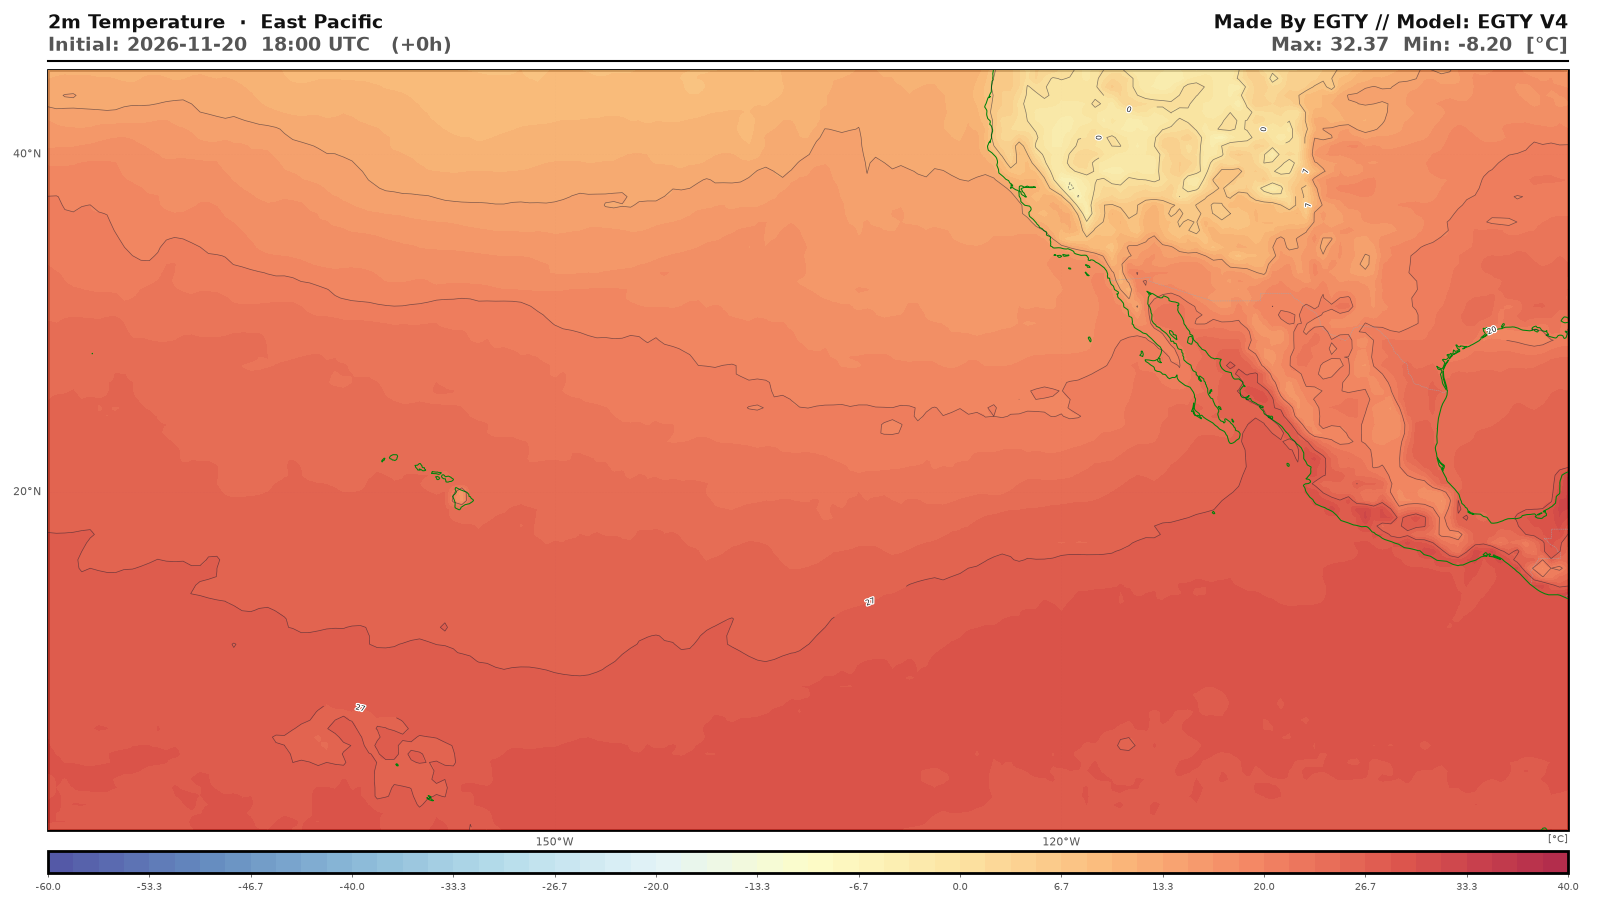 2m Temperature  ·  East Pacific
Made By EGTY // Model: EGTY V4
Initial: 2026-11-20  18:00 UTC   (+0h)
Max: 32.37  Min: -8.20  [°C]
0
0
0
40°N
7
7
20
20°N
27
27
150°W
120°W
[°C]
-60.0
-53.3
-46.7
-40.0
-33.3
-26.7
-20.0
-13.3
-6.7
0.0
6.7
13.3
20.0
26.7
33.3
40.0